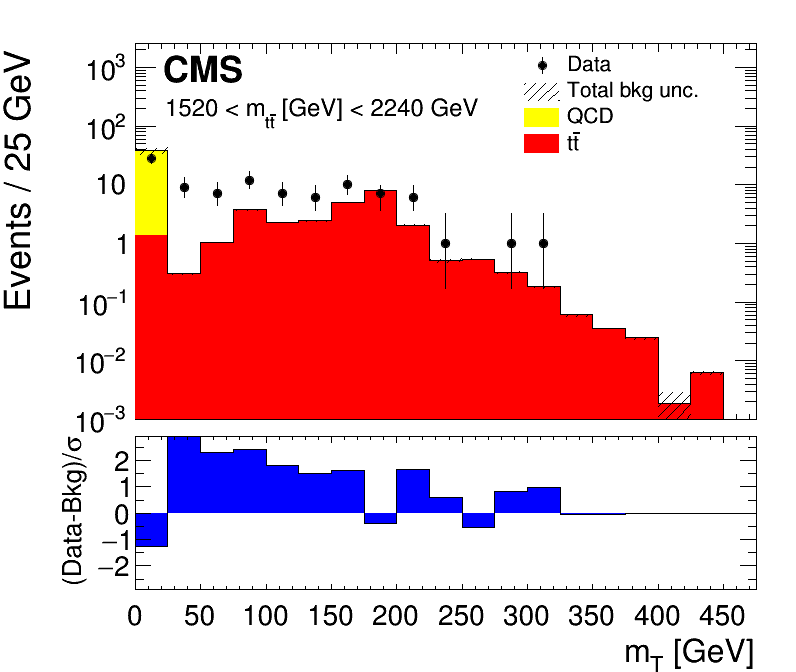 CMS
1520 < m_{tt̄} [GeV] < 2240 GeV
Data
Total bkg unc.
QCD
tt̄
Events / 25 GeV
10³
10²
10
1
10⁻¹
10⁻²
10⁻³
(Data-Bkg)/σ
2
1
0
−1
−2
0 50 100 150 200 250 300 350 400 450
m_T [GeV]